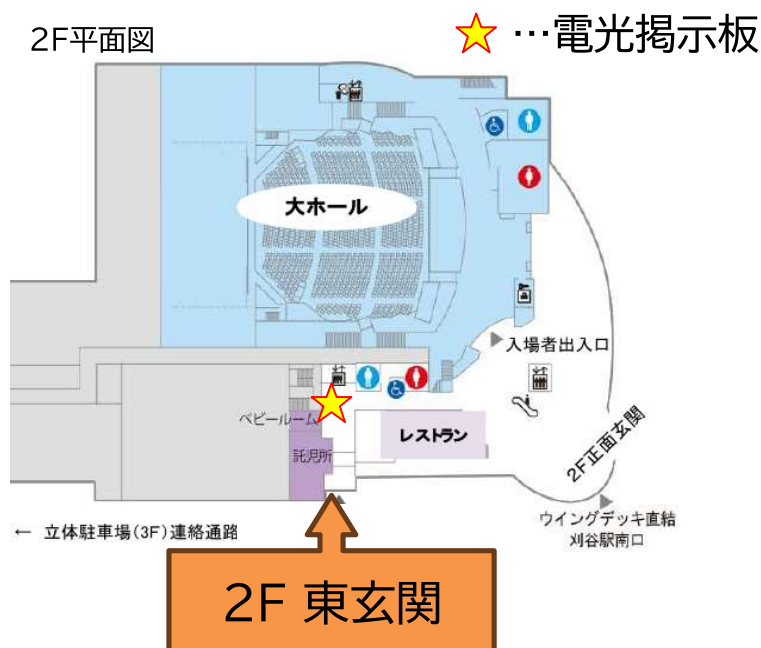 2F平面図
…電光掲示板
大ホール
入場者出入口
ベビールーム
レストラン
託児所
2F正面玄関
ウイングデッキ直結
刈谷駅南口
← 立体駐車場(3F)連絡通路
2F 東玄関